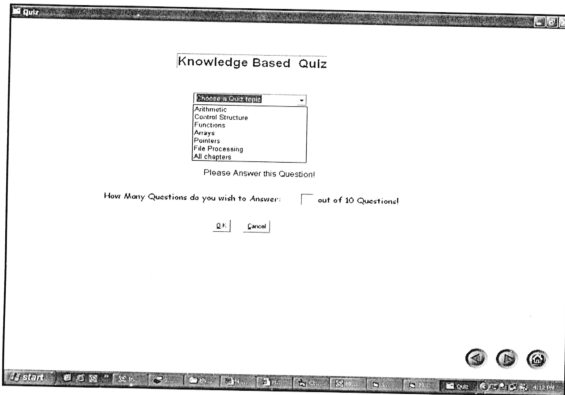 Quiz
Knowledge Based Quiz
Choose a Quiz topic
Arithmetic
Control Structure
Functions
Arrays
Pointers
File Processing
All chapters
Please Answer this Question!
How Many Questions do you wish to Answer: out of 10 Questions!
OK Cancel
start
Quiz